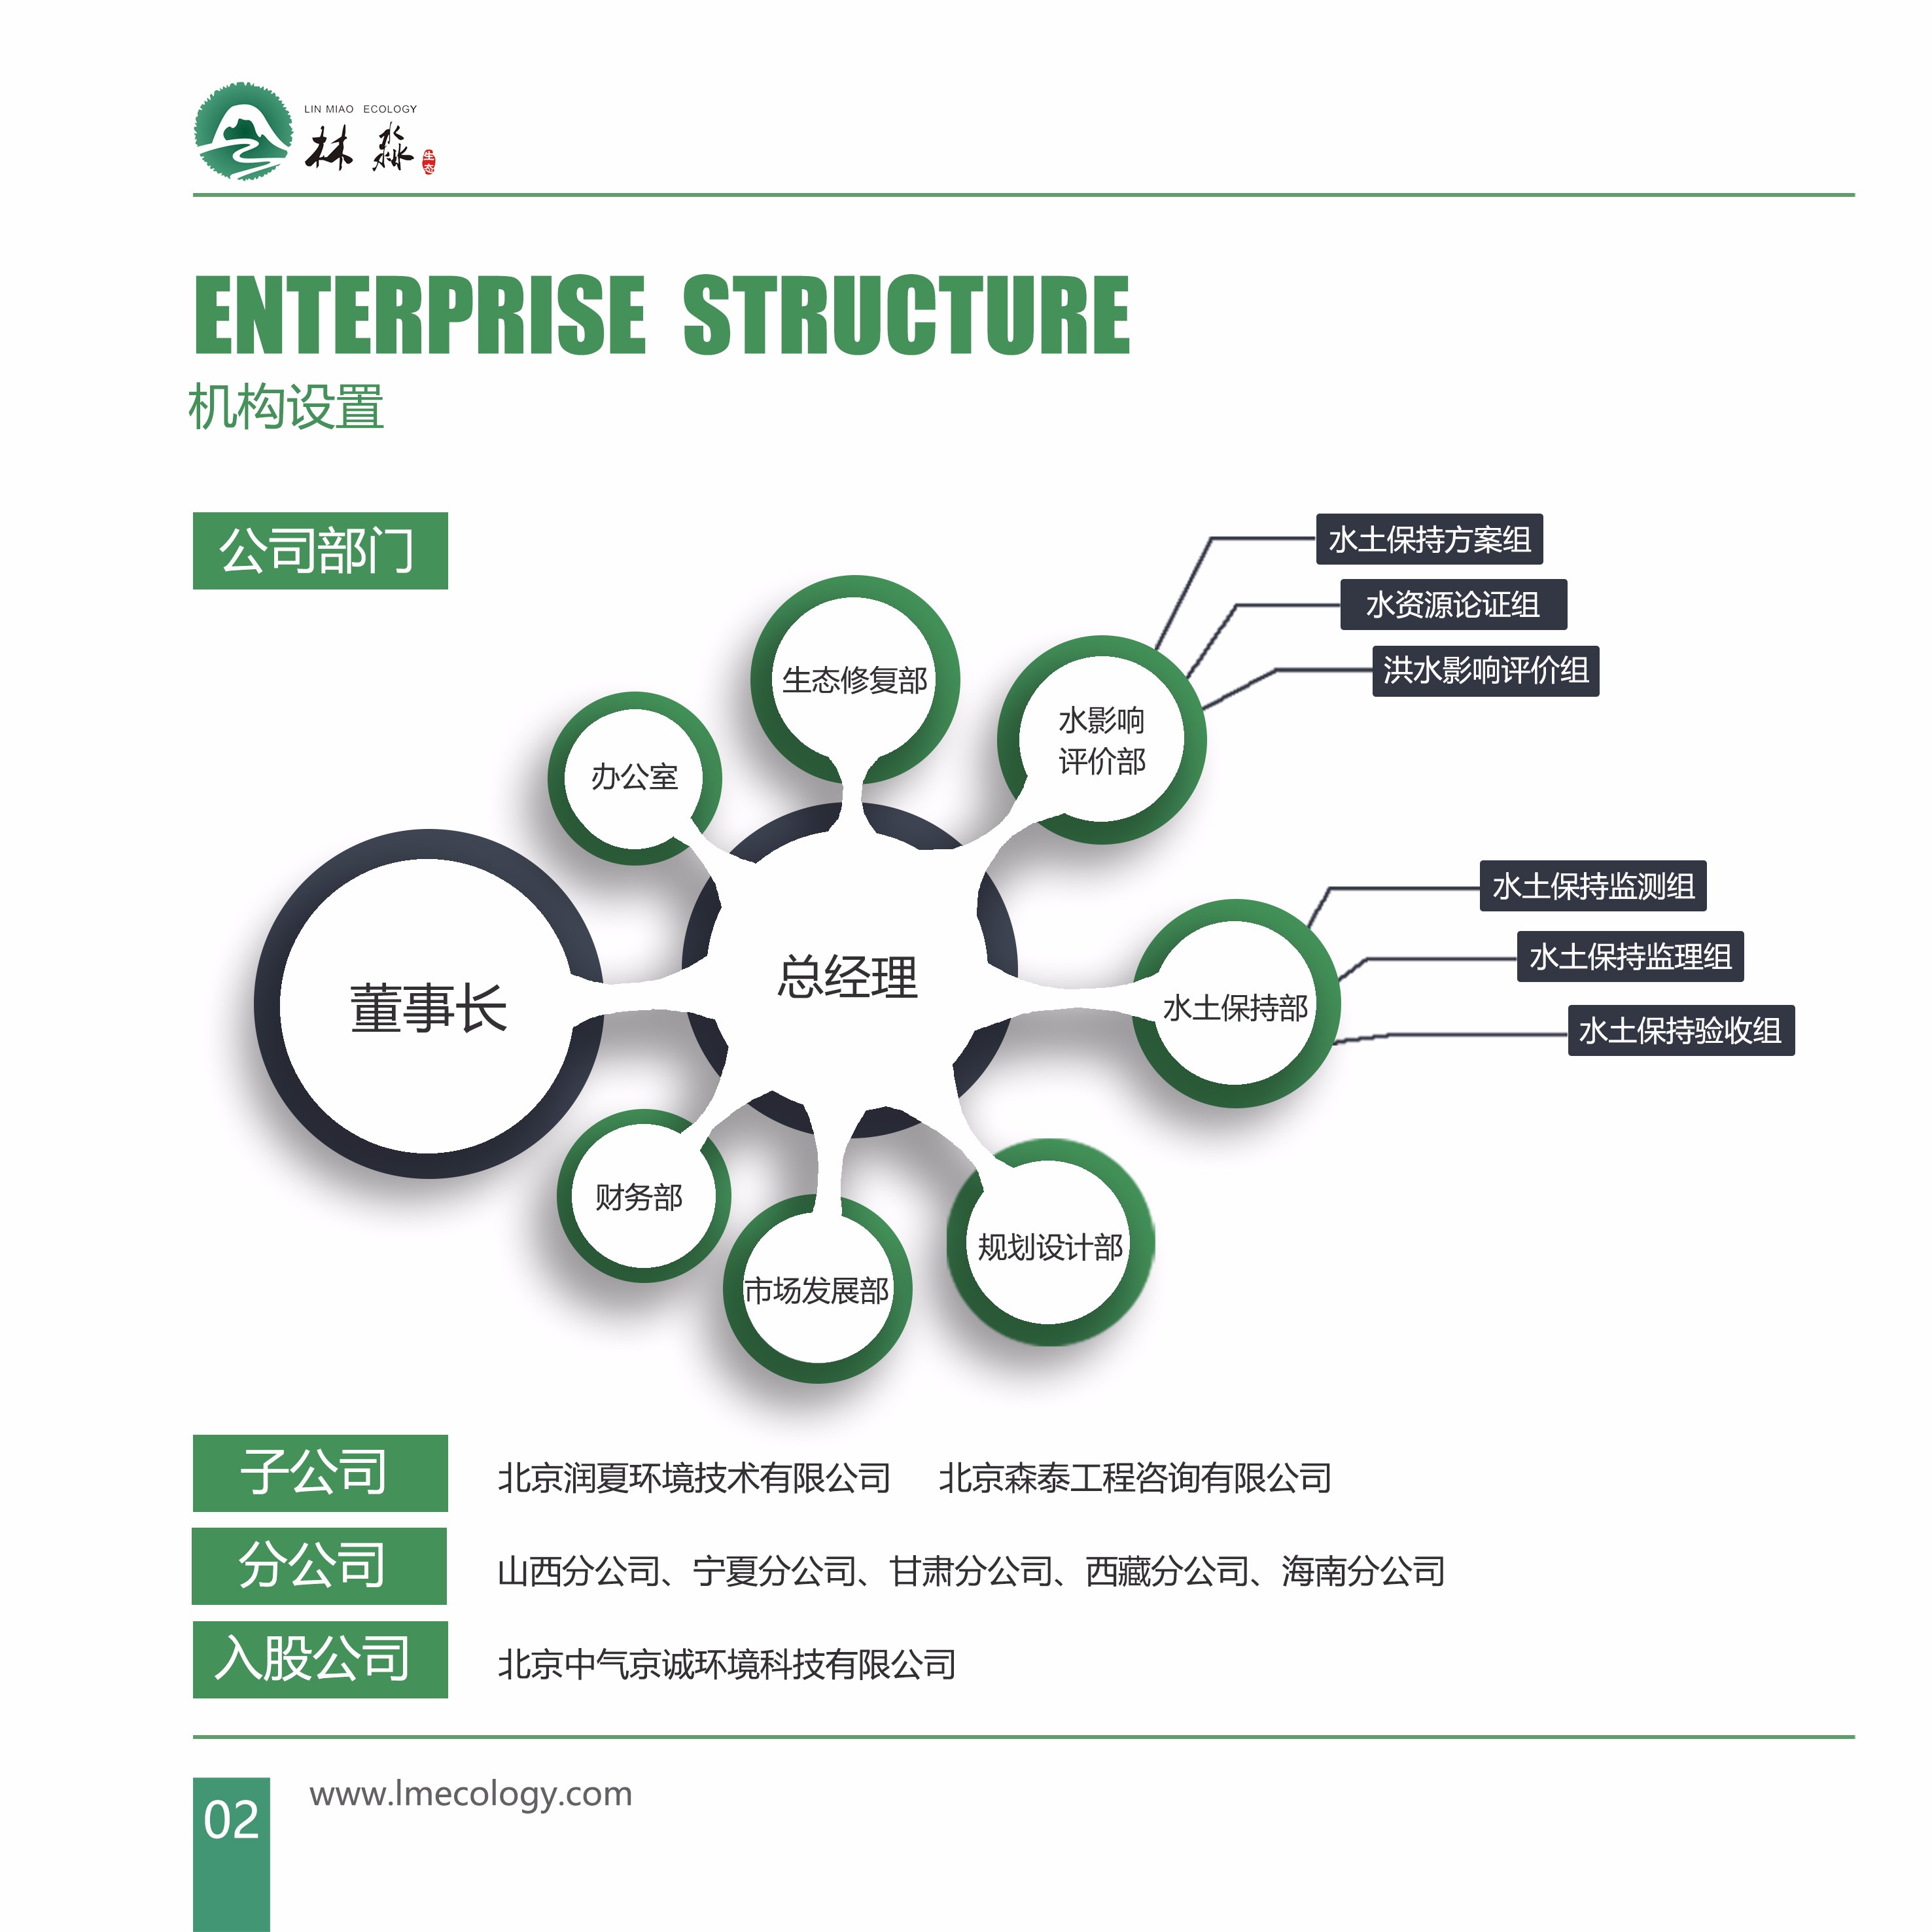 LIN MIAO ECOLOGY
林淼
生态
ENTERPRISE STRUCTURE
机构设置
公司部门
水土保持方案组
水资源论证组
洪水影响评价组
生态修复部
水影响
评价部
办公室
水土保持监测组
水土保持监理组
水土保持验收组
董事长
总经理
水土保持部
财务部
市场发展部
规划设计部
子公司
北京润夏环境技术有限公司 北京森泰工程咨询有限公司
分公司
山西分公司、宁夏分公司、甘肃分公司、西藏分公司、海南分公司
入股公司
北京中气京诚环境科技有限公司
02
www.lmecology.com